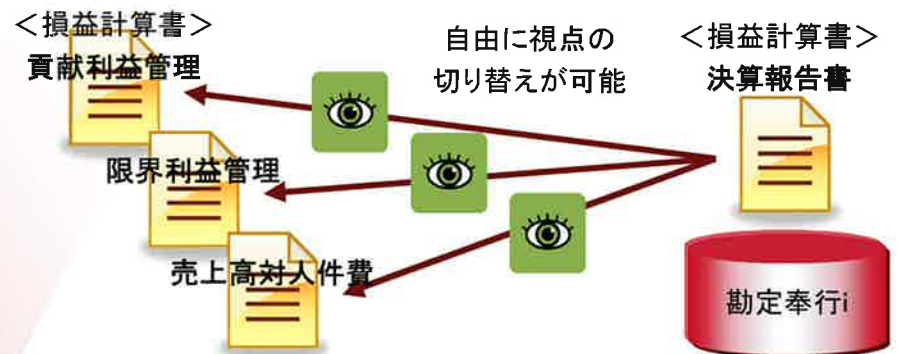 ＜損益計算書＞
貢献利益管理
限界利益管理
売上高対人件費
自由に視点の
切り替えが可能
＜損益計算書＞
決算報告書
勘定奉行i